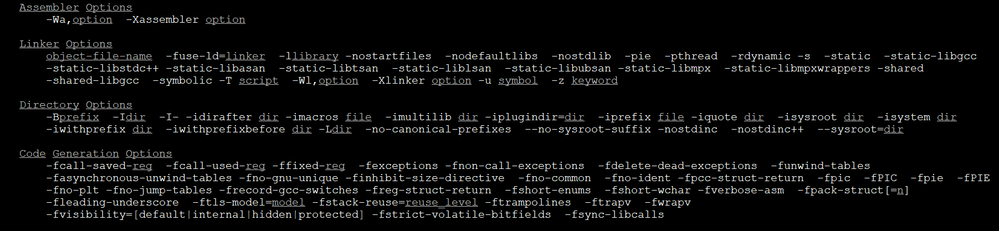 Assembler Options
-Wa,option -Xassembler option
Linker Options
object-file-name -fuse-ld=linker -llibrary -nostartfiles -nodefaultlibs -nostdlib -pie -pthread -rdynamic -s -static -static-libgcc
-static-libstdc++ -static-libasan -static-libtsan -static-liblsan -static-libubsan -static-libmpx -static-libmpxwrappers -shared
-shared-libgcc -symbolic -T script -Wl,option -Xlinker option -u symbol -z keyword
Directory Options
-Bprefix -Idir -I- -idirafter dir -imacros file -imultilib dir -iplugindir=dir -iprefix file -iquote dir -isysroot dir -isystem dir
-iwithprefix dir -iwithprefixbefore dir -Ldir -no-canonical-prefixes --no-sysroot-suffix -nostdinc -nostdinc++ --sysroot=dir
Code Generation Options
-fcall-saved-reg -fcall-used-reg -ffixed-reg -fexceptions -fnon-call-exceptions -fdelete-dead-exceptions -funwind-tables
-fasynchronous-unwind-tables -fno-gnu-unique -finhibit-size-directive -fno-common -fno-ident -fpcc-struct-return -fpic -fPIC -fpie -fPIE
-fno-plt -fno-jump-tables -frecord-gcc-switches -freg-struct-return -fshort-enums -fshort-wchar -fverbose-asm -fpack-struct[=n]
-fleading-underscore -ftls-model=model -fstack-reuse=reuse_level -ftrampolines -ftrapv -fwrapv
-fvisibility=[default|internal|hidden|protected] -fstrict-volatile-bitfields -fsync-libcalls